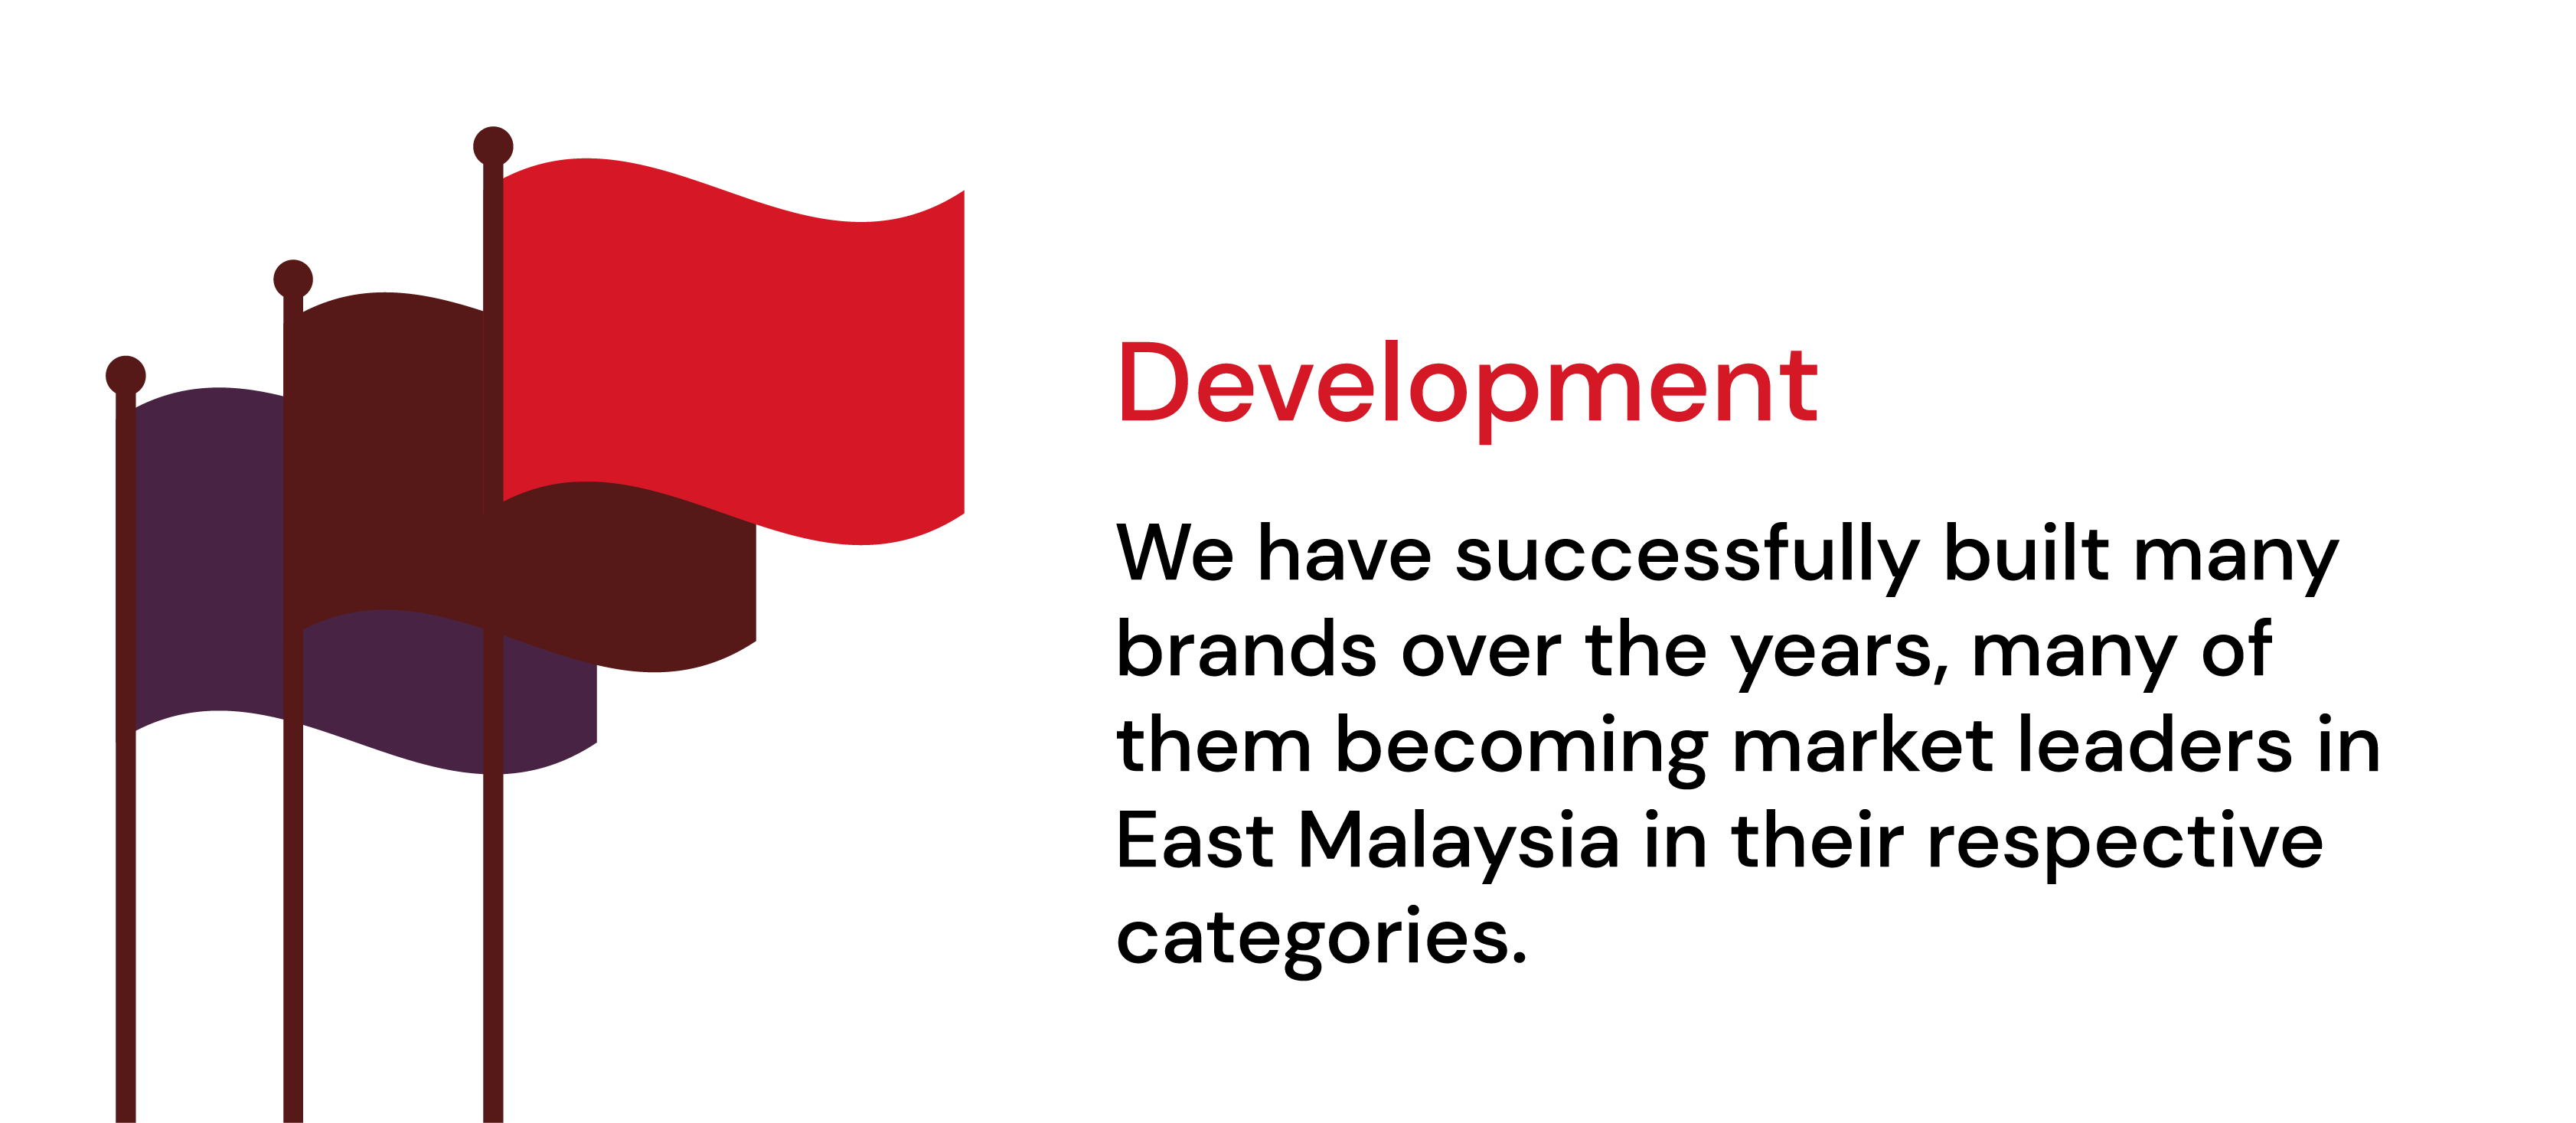 Development
We have successfully built many
brands over the years, many of
them becoming market leaders in
East Malaysia in their respective
categories.